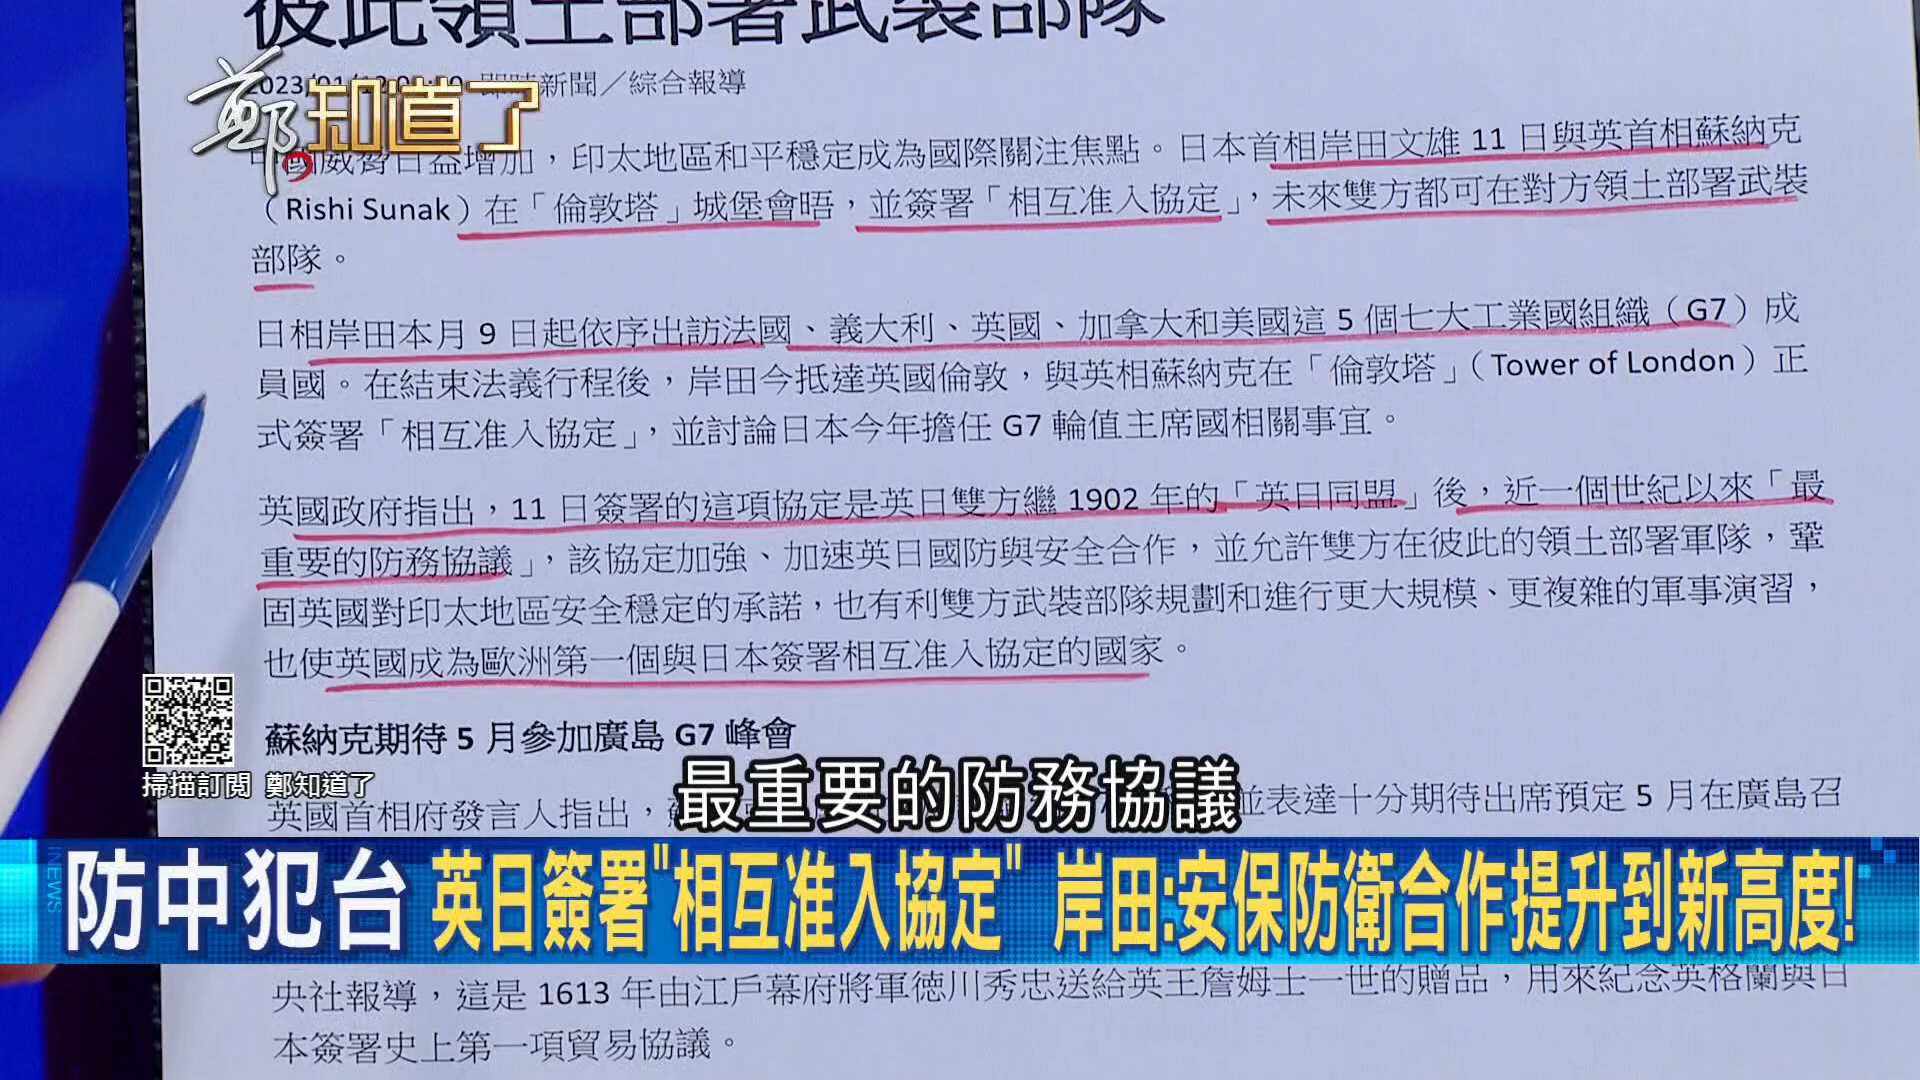 彼此領土部署武裝部隊
2023/01/12 新聞／綜合報導
鄭知道了
中國威脅日益增加，印太地區和平穩定成為國際關注焦點。日本首相岸田文雄 11 日與英首相蘇納克
（Rishi Sunak）在「倫敦塔」城堡會晤，並簽署「相互准入協定」，未來雙方都可在對方領土部署武裝
部隊。
日相岸田本月 9 日起依序出訪法國、義大利、英國、加拿大和美國這 5 個七大工業國組織（G7）成
員國。在結束法義行程後，岸田今抵達英國倫敦，與英相蘇納克在「倫敦塔」（Tower of London）正
式簽署「相互准入協定」，並討論日本今年擔任 G7 輪值主席國相關事宜。
英國政府指出，11 日簽署的這項協定是英日雙方繼 1902 年的「英日同盟」後，近一個世紀以來「最
重要的防務協議」，該協定加強、加速英日國防與安全合作，並允許雙方在彼此的領土部署軍隊，鞏
固英國對印太地區安全穩定的承諾，也有利雙方武裝部隊規劃和進行更大規模、更複雜的軍事演習，
也使英國成為歐洲第一個與日本簽署相互准入協定的國家。
蘇納克期待 5 月參加廣島 G7 峰會
掃描訂閱 鄭知道了
英國首相府發言人指出，
並表達十分期待出席預定 5 月在廣島召
最重要的防務協議
INEWS
防中犯台
英日簽署"相互准入協定" 岸田:安保防衛合作提升到新高度!
央社報導，這是 1613 年由江戶幕府將軍德川秀忠送給英王詹姆士一世的贈品，用來紀念英格蘭與日
本簽署史上第一項貿易協議。